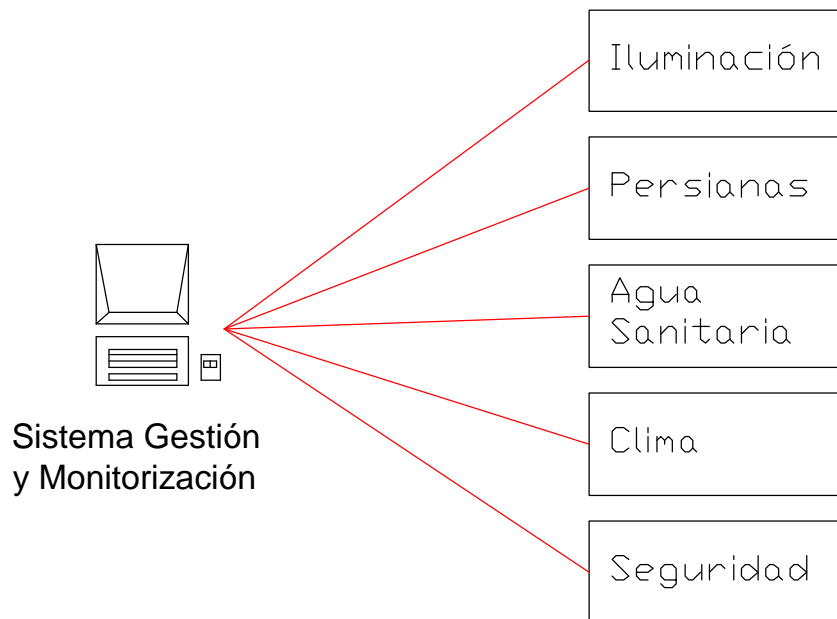 Iluminación
Persianas
Agua
Sanitaria
Clima
Seguridad
Sistema Gestión
y Monitorización